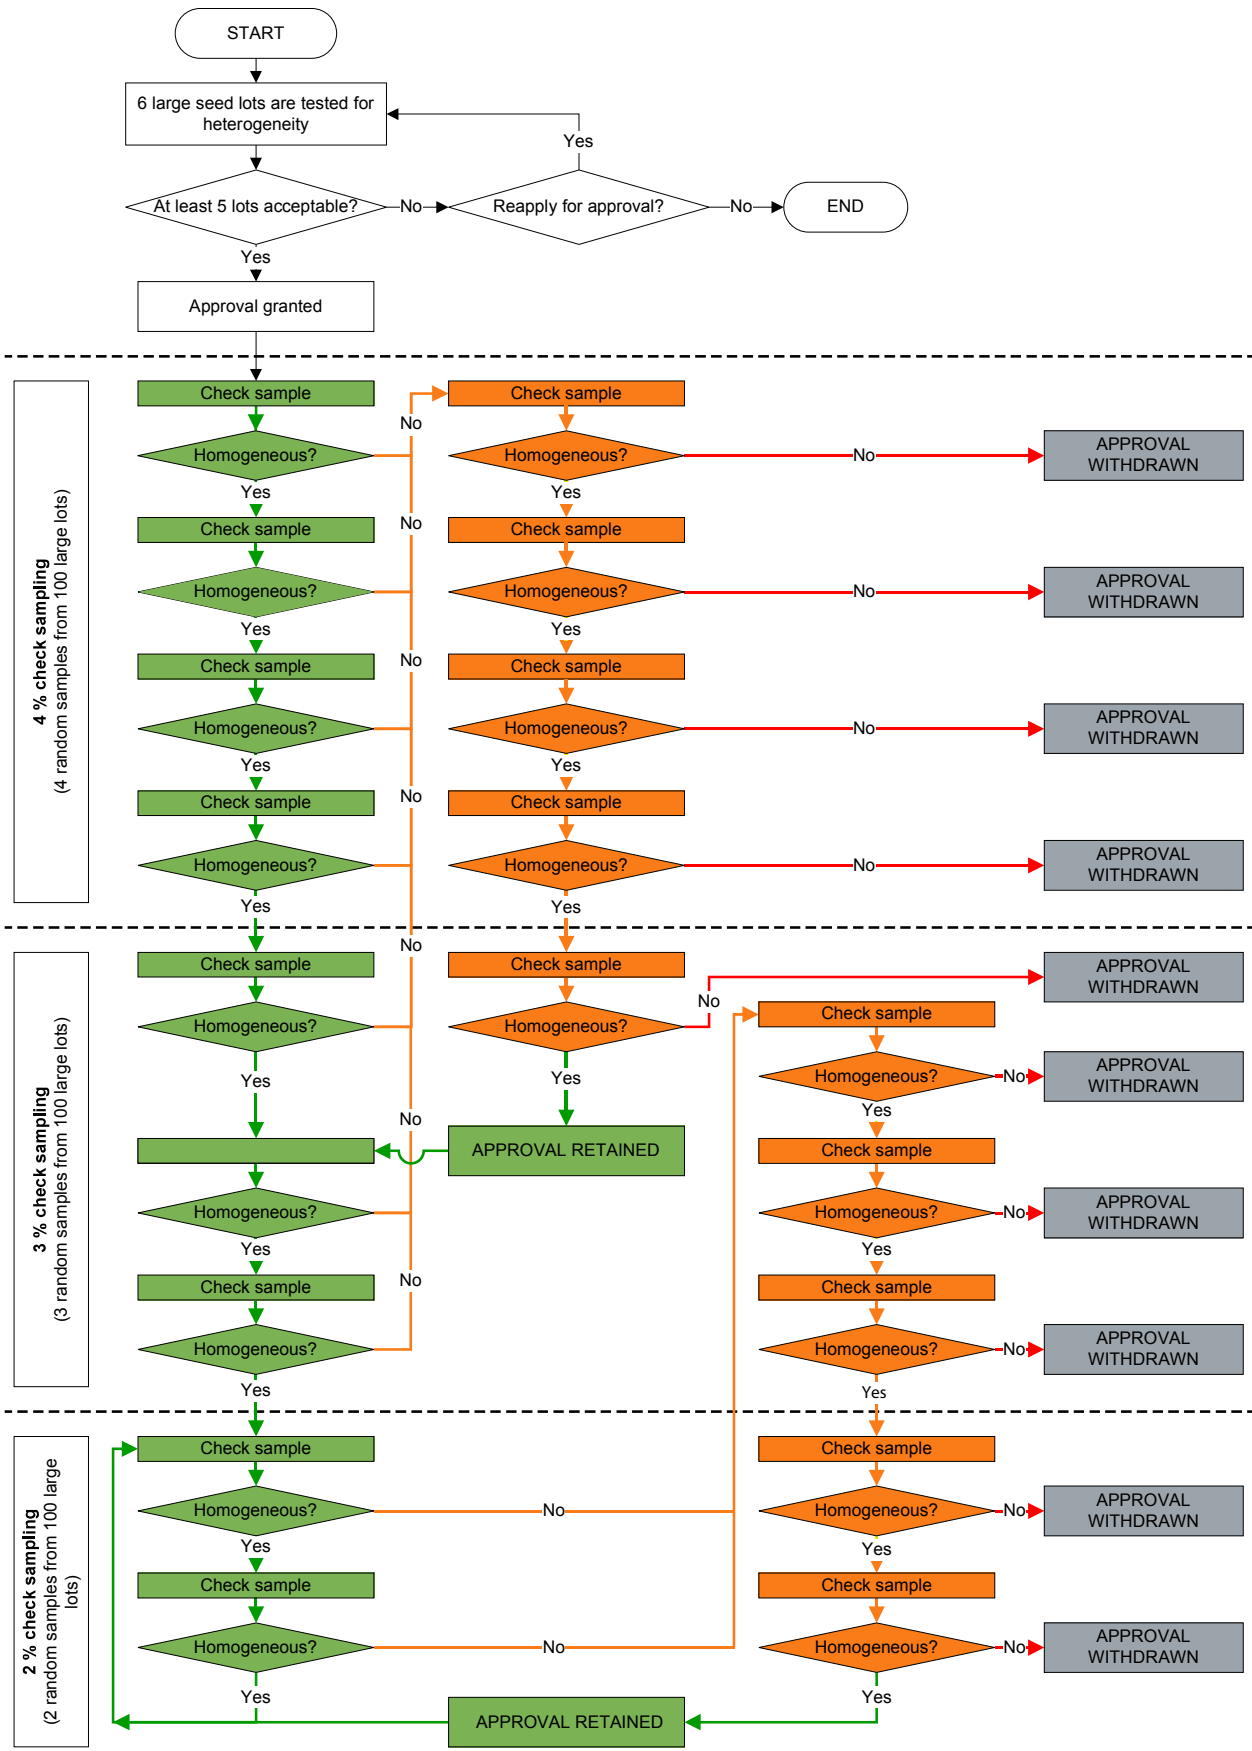 START
6 large seed lots are tested for
heterogeneity
Yes
At least 5 lots acceptable?
No
Reapply for approval?
No
END
Yes
Approval granted
4 % check sampling
(4 random samples from 100 large lots)
Check sample
No
Check sample
Homogeneous?
Homogeneous?
No
APPROVAL
WITHDRAWN
Yes
Yes
Check sample
No
Check sample
Homogeneous?
Homogeneous?
No
APPROVAL
WITHDRAWN
Yes
Yes
Check sample
No
Check sample
Homogeneous?
Homogeneous?
No
APPROVAL
WITHDRAWN
Yes
Yes
Check sample
No
Check sample
Homogeneous?
Homogeneous?
No
APPROVAL
WITHDRAWN
Yes
Yes
3 % check sampling
(3 random samples from 100 large lots)
No
Check sample
Check sample
APPROVAL
WITHDRAWN
No
Homogeneous?
Homogeneous?
Check sample
Yes
Yes
Homogeneous?
No
APPROVAL
WITHDRAWN
No
Yes
APPROVAL RETAINED
Check sample
Homogeneous?
Homogeneous?
No
APPROVAL
WITHDRAWN
Yes
Yes
Check sample
No
Check sample
Homogeneous?
Homogeneous?
No
APPROVAL
WITHDRAWN
Yes
Yes
2 % check sampling
(2 random samples from 100 large
lots)
Check sample
Check sample
Homogeneous?
No
Homogeneous?
No
APPROVAL
WITHDRAWN
Yes
Yes
Check sample
Check sample
Homogeneous?
No
Homogeneous?
No
APPROVAL
WITHDRAWN
Yes
Yes
APPROVAL RETAINED